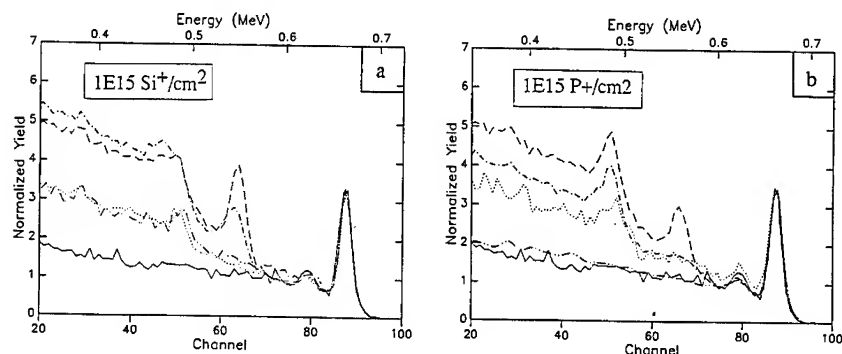 Energy (MeV)
0.4 0.5 0.6 0.7
7
6
5
4
3
2
1
0
Normalized Yield
1E15 Si+/cm2
a
20 40 60 80 100
Channel
Energy (MeV)
0.4 0.5 0.6 0.7
7
6
5
4
3
2
1
0
Normalized Yield
1E15 P+/cm2
b
20 40 60 80 100
Channel